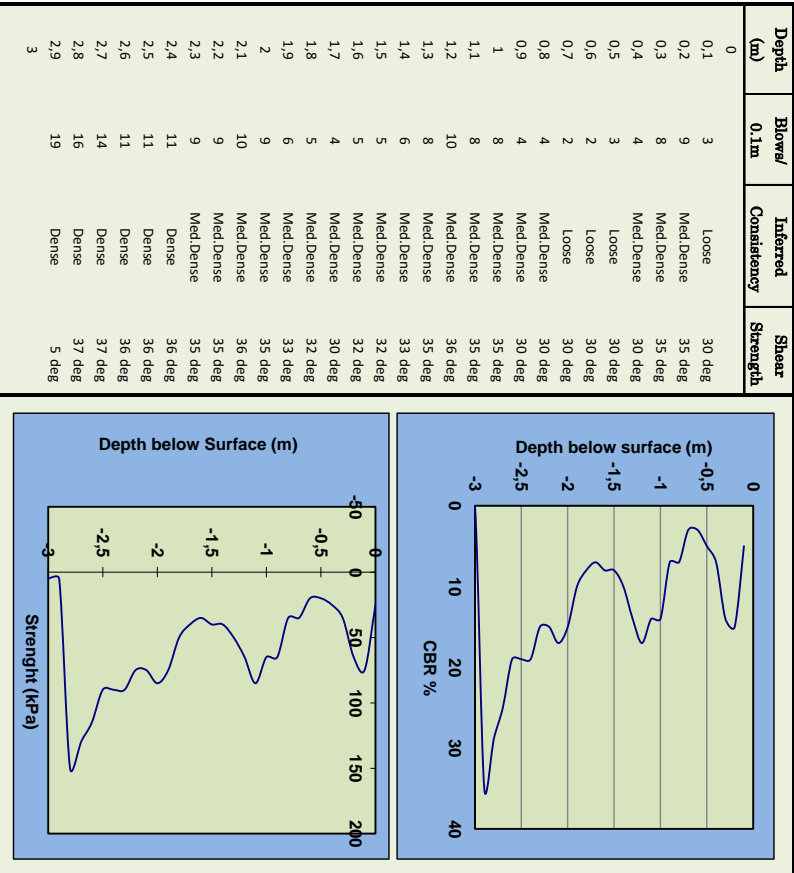 Depth (m) Blows/ 0.1m Inferred Consistency Shear Strength
0
0,1 3 Loose 30 deg
0,2 9 Med.Dense 35 deg
0,3 8 Med.Dense 35 deg
0,4 4 Med.Dense 30 deg
0,5 3 Loose 30 deg
0,6 2 Loose 30 deg
0,7 2 Loose 30 deg
0,8 4 Med.Dense 30 deg
0,9 4 Med.Dense 30 deg
1 8 Med.Dense 35 deg
1,1 8 Med.Dense 35 deg
1,2 10 Med.Dense 36 deg
1,3 8 Med.Dense 35 deg
1,4 6 Med.Dense 33 deg
1,5 5 Med.Dense 32 deg
1,6 5 Med.Dense 32 deg
1,7 4 Med.Dense 30 deg
1,8 5 Med.Dense 32 deg
1,9 6 Med.Dense 33 deg
2 9 Med.Dense 35 deg
2,1 10 Med.Dense 36 deg
2,2 9 Med.Dense 35 deg
2,3 9 Med.Dense 35 deg
2,4 11 Dense 36 deg
2,5 11 Dense 36 deg
2,6 11 Dense 36 deg
2,7 14 Dense 37 deg
2,8 16 Dense 37 deg
2,9 19 Dense 5 deg
3
Depth below surface (m)
0
-0,5
-1
-1,5
-2
-2,5
-3
0 10 20 30 40
CBR %
Depth below Surface (m)
0
-0,5
-1
-1,5
-2
-2,5
-3
-50 0 50 100 150 200
Strenght (kPa)